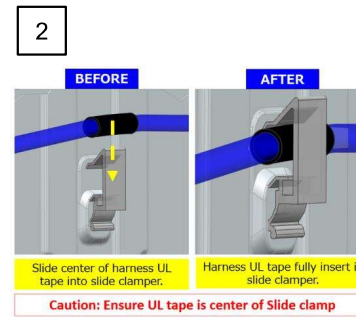 2
BEFORE
AFTER
Slide center of harness UL
tape into slide clamper.
Harness UL tape fully insert i
slide clamper.
Caution: Ensure UL tape is center of Slide clamp